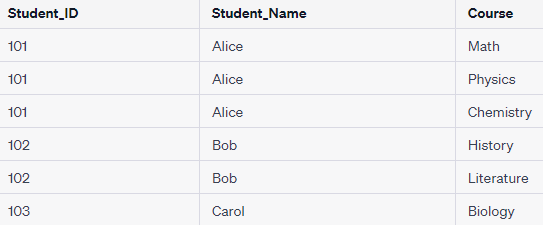 Student_ID Student_Name Course
101 Alice Math
101 Alice Physics
101 Alice Chemistry
102 Bob History
102 Bob Literature
103 Carol Biology